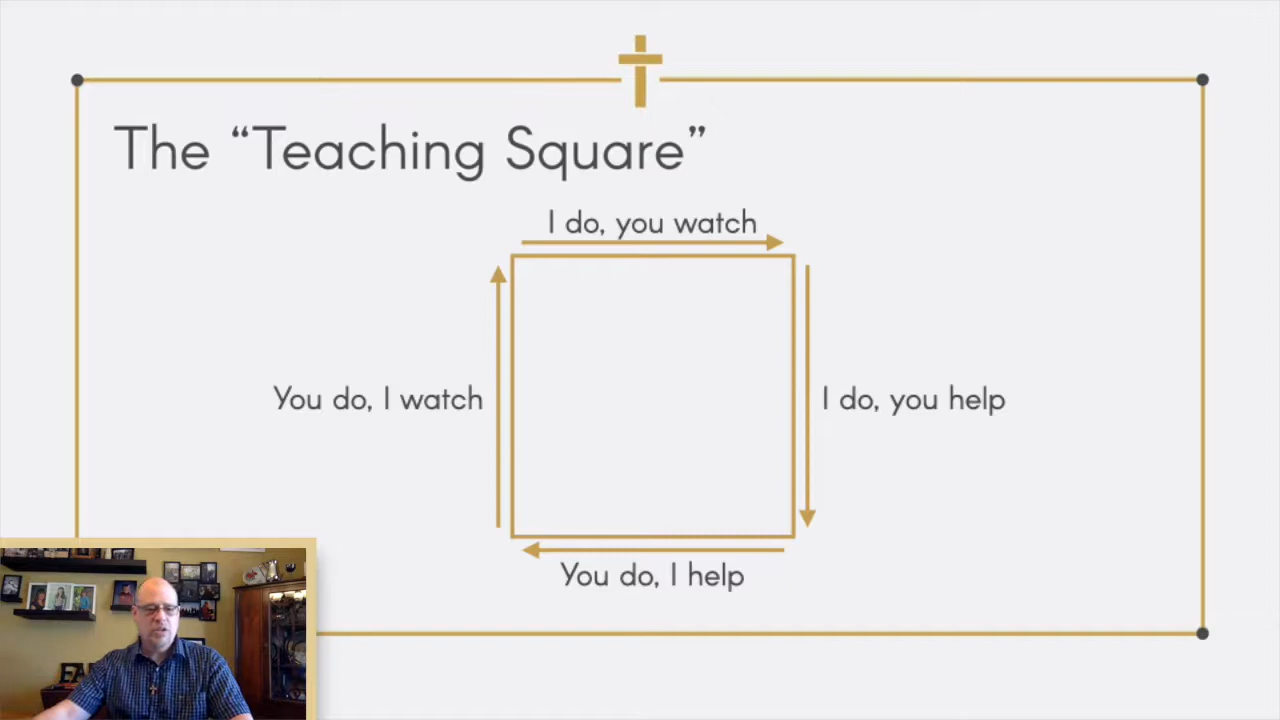 The “Teaching Square”
I do, you watch
You do, I watch
I do, you help
You do, I help